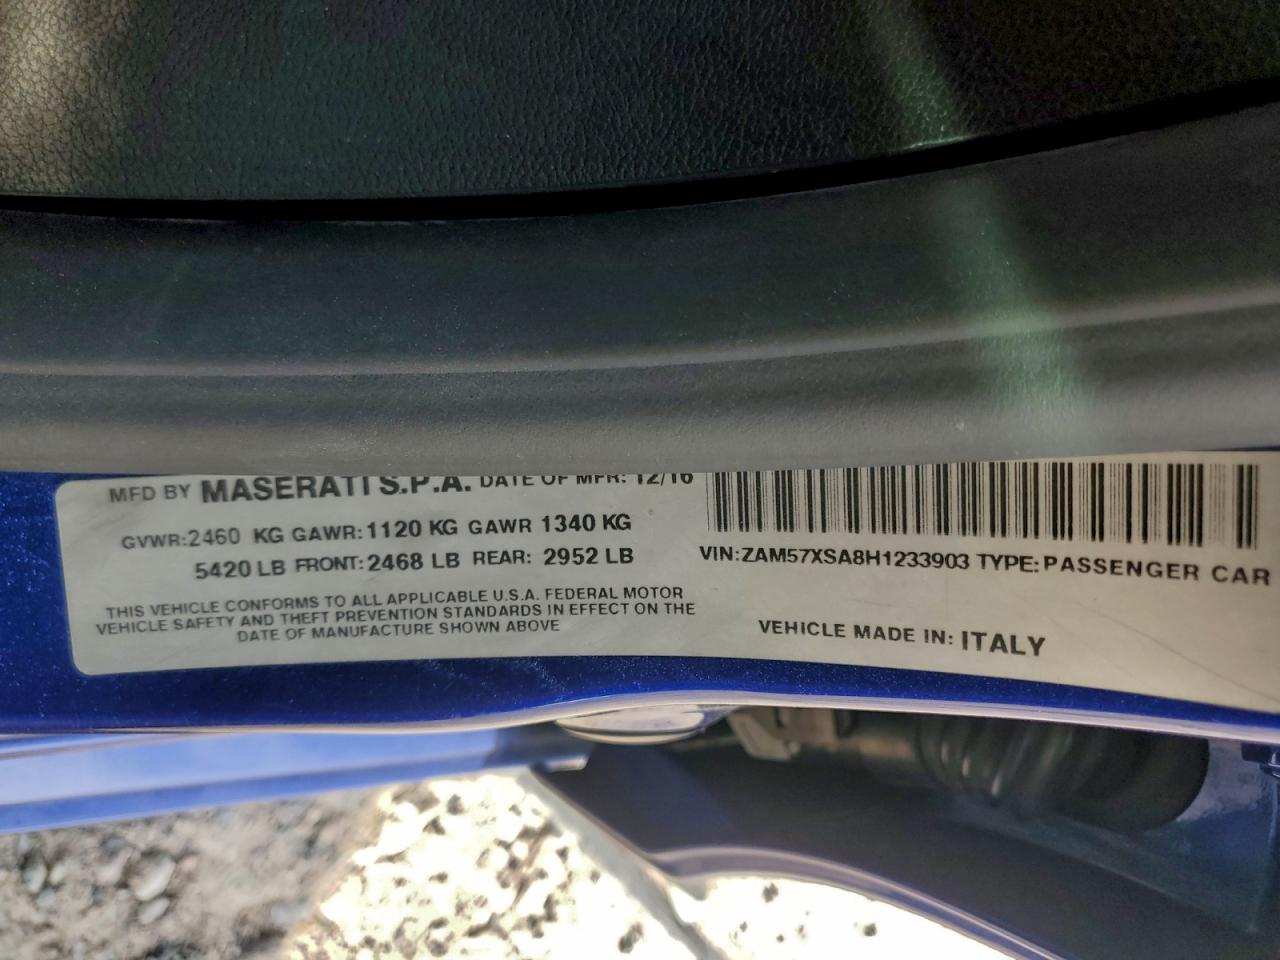 MFD BY MASERATI S.P.A. DATE OF MFR: 12/16
GVWR:2460 KG GAWR:1120 KG GAWR 1340 KG
5420 LB FRONT:2468 LB REAR: 2952 LB
THIS VEHICLE CONFORMS TO ALL APPLICABLE U.S.A. FEDERAL MOTOR
VEHICLE SAFETY AND THEFT PREVENTION STANDARDS IN EFFECT ON THE
DATE OF MANUFACTURE SHOWN ABOVE
VIN:ZAM57XSA8H1233903 TYPE:PASSENGER CAR
VEHICLE MADE IN: ITALY